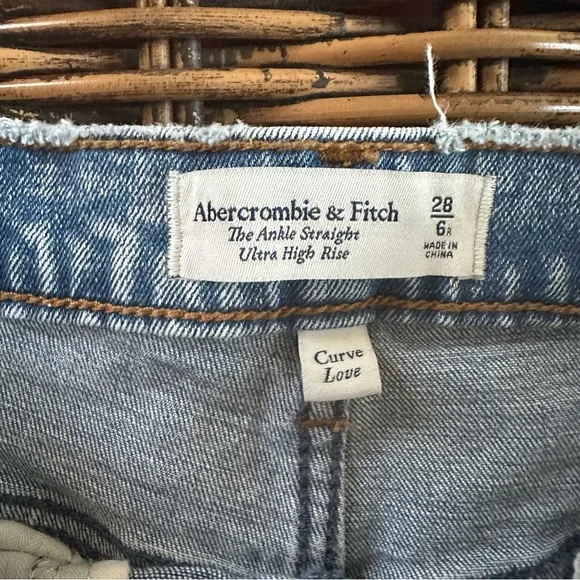 Abercrombie & Fitch
The Ankle Straight
Ultra High Rise
28
6R
MADE IN
CHINA
Curve
Love